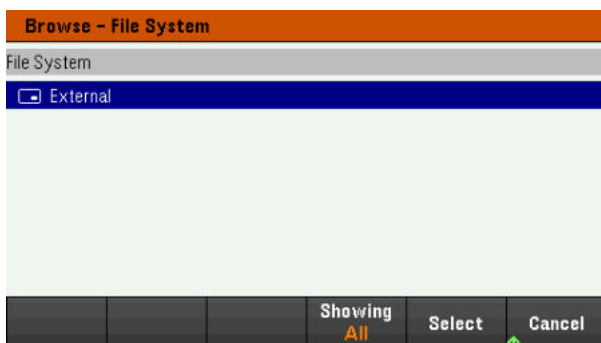 Browse - File System
File System
External
Showing
All
Select
Cancel